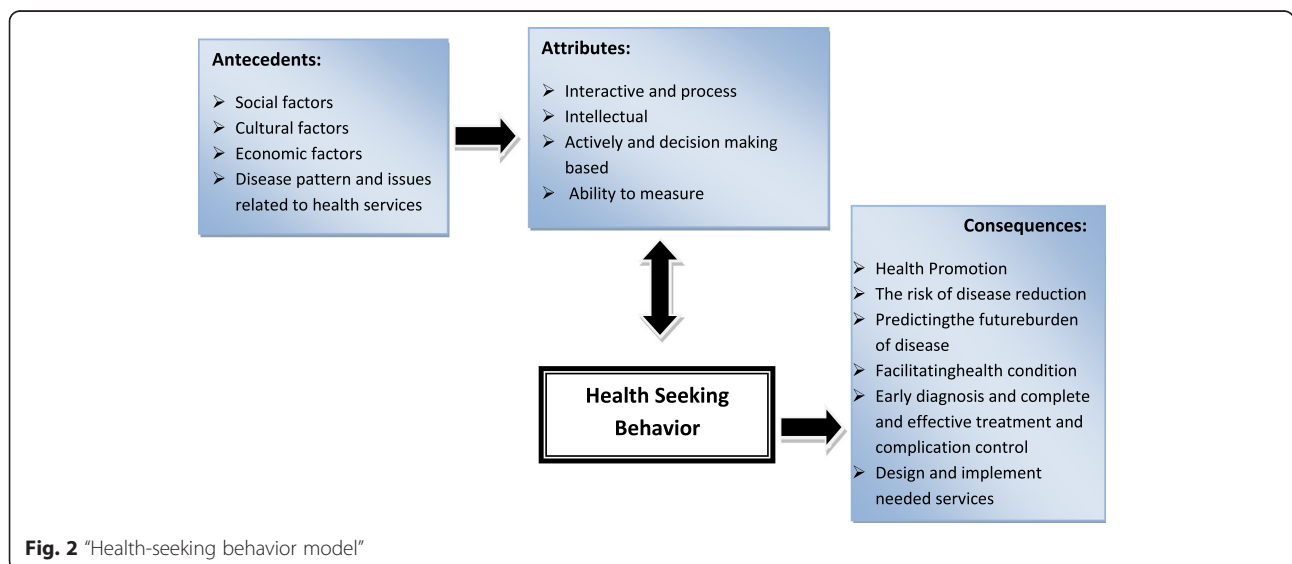 Antecedents:
➢ Social factors
➢ Cultural factors
➢ Economic factors
➢ Disease pattern and issues
related to health services
Attributes:
➢ Interactive and process
➢ Intellectual
➢ Actively and decision making
based
➢ Ability to measure
Health Seeking
Behavior
Consequences:
➢ Health Promotion
➢ The risk of disease reduction
➢ Predictingthe futureburden
of disease
➢ Facilitatinghealth condition
➢ Early diagnosis and complete
and effective treatment and
complication control
➢ Design and implement
needed services
Fig. 2 “Health-seeking behavior model”